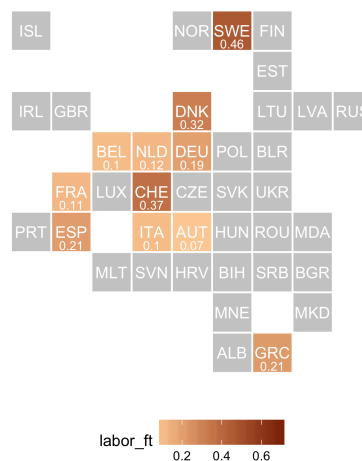 ISL NOR SWE FIN
0.46
EST
IRL GBR DNK LTU LVA RUS
0.32
BEL NLD DEU POL BLR
0.1 0.12 0.19
FRA LUX CHE CZE SVK UKR
0.11 0.37
PRT ESP ITA AUT HUN ROU MDA
0.21 0.1 0.07
MLT SVN HRV BIH SRB BGR
MNE MKD
ALB GRC
0.21
labor_ft
0.2 0.4 0.6